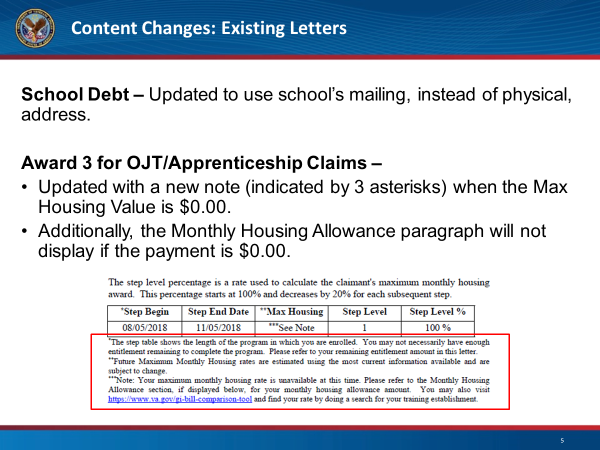 Content Changes: Existing Letters
School Debt – Updated to use school's mailing, instead of physical,
address.
Award 3 for OJT/Apprenticeship Claims –
• Updated with a new note (indicated by 3 asterisks) when the Max
Housing Value is $0.00.
• Additionally, the Monthly Housing Allowance paragraph will not
display if the payment is $0.00.
The step level percentage is a rate used to calculate the claimant's maximum monthly housing
award. This percentage starts at 100% and decreases by 20% for each subsequent step.
*Step Begin Step End Date **Max Housing Step Level Step Level %
08/05/2018 11/05/2018 ***See Note 1 100 %
*The step table shows the length of the program in which you are enrolled. You may not necessarily have enough
entitlement remaining to complete the program. Please refer to your remaining entitlement amount in this letter.
**Future Maximum Monthly Housing rates are estimated using the most current information available and are
subject to change.
***Note: Your maximum monthly housing rate is unavailable at this time. Please refer to the Monthly Housing
Allowance section, if displayed below, for your monthly housing allowance amount. You may also visit
https://www.va.gov/gi-bill-comparison-tool and find your rate by doing a search for your training establishment.
5